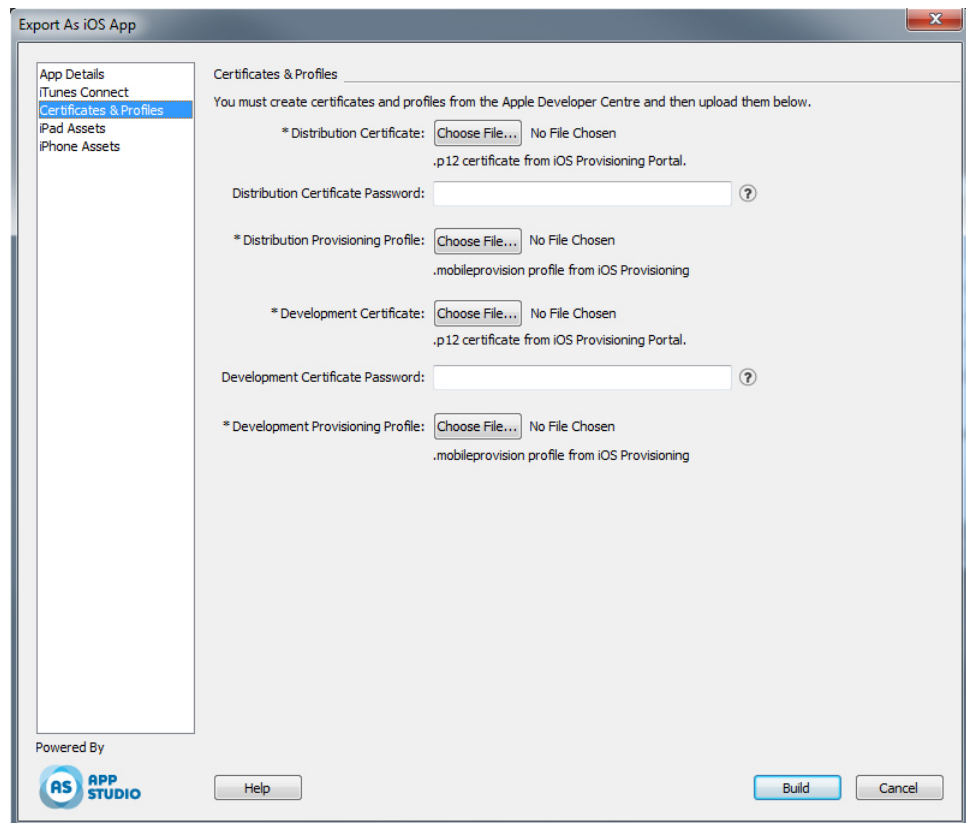 Export As iOS App
X
App Details
iTunes Connect
Certificates & Profiles
iPad Assets
iPhone Assets
Certificates & Profiles
You must create certificates and profiles from the Apple Developer Centre and then upload them below.
* Distribution Certificate: Choose File... No File Chosen
.p12 certificate from iOS Provisioning Portal.
Distribution Certificate Password: ?
* Distribution Provisioning Profile: Choose File... No File Chosen
.mobileprovision profile from iOS Provisioning
* Development Certificate: Choose File... No File Chosen
.p12 certificate from iOS Provisioning Portal.
Development Certificate Password: ?
* Development Provisioning Profile: Choose File... No File Chosen
.mobileprovision profile from iOS Provisioning
Powered By
AS APP STUDIO
Help
Build
Cancel